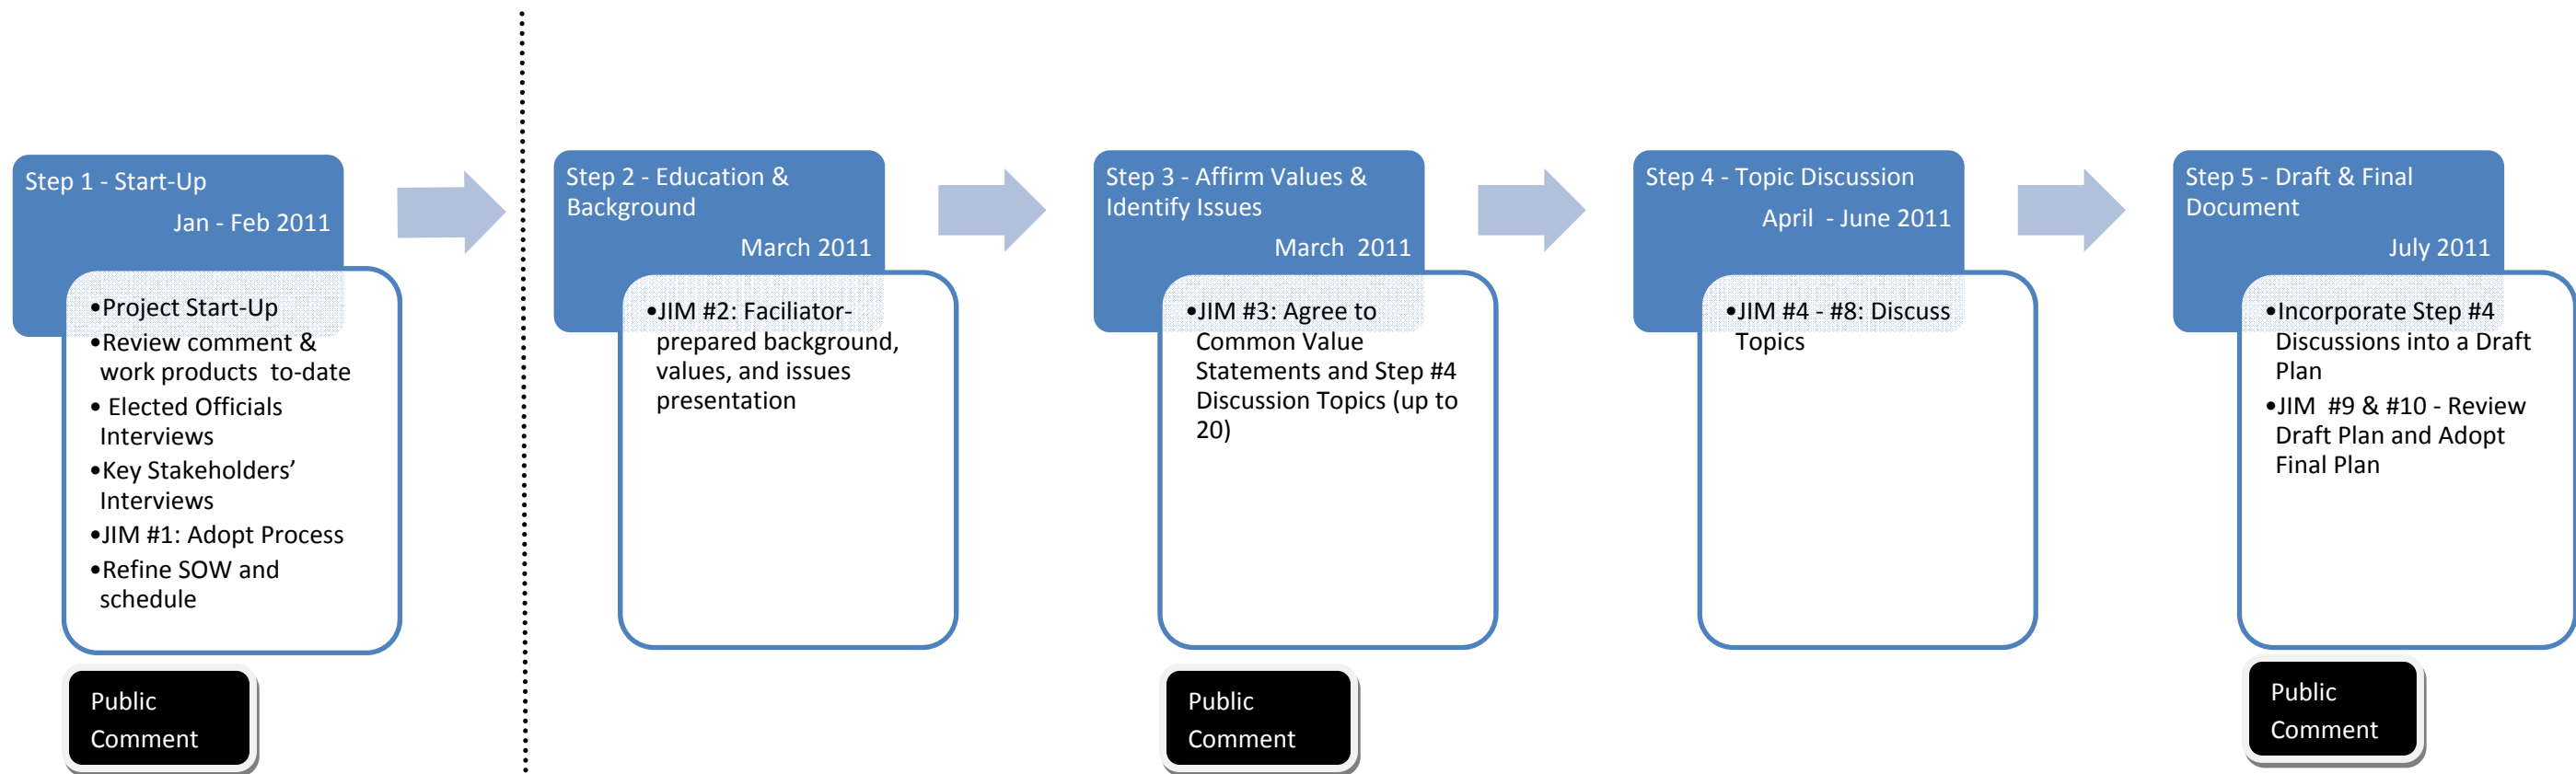 Step 1 - Start-Up
Jan - Feb 2011
•Project Start-Up
•Review comment &
work products  to-date
• Elected Officials
Interviews
•Key Stakeholders’
Interviews
•JIM #1: Adopt Process
•Refine SOW and
schedule
Public
Comment
Step 2 - Education &
Background
March 2011
•JIM #2: Faciliator-
prepared background,
values, and issues
presentation
Step 3 - Affirm Values &
Identify Issues
March  2011
•JIM #3: Agree to
Common Value
Statements and Step #4
Discussion Topics (up to
20)
Public
Comment
Step 4 - Topic Discussion
April  - June 2011
•JIM #4 - #8: Discuss
Topics
Step 5 - Draft & Final
Document
July 2011
•Incorporate Step #4
Discussions into a Draft
Plan
•JIM  #9 & #10 - Review
Draft Plan and Adopt
Final Plan
Public
Comment